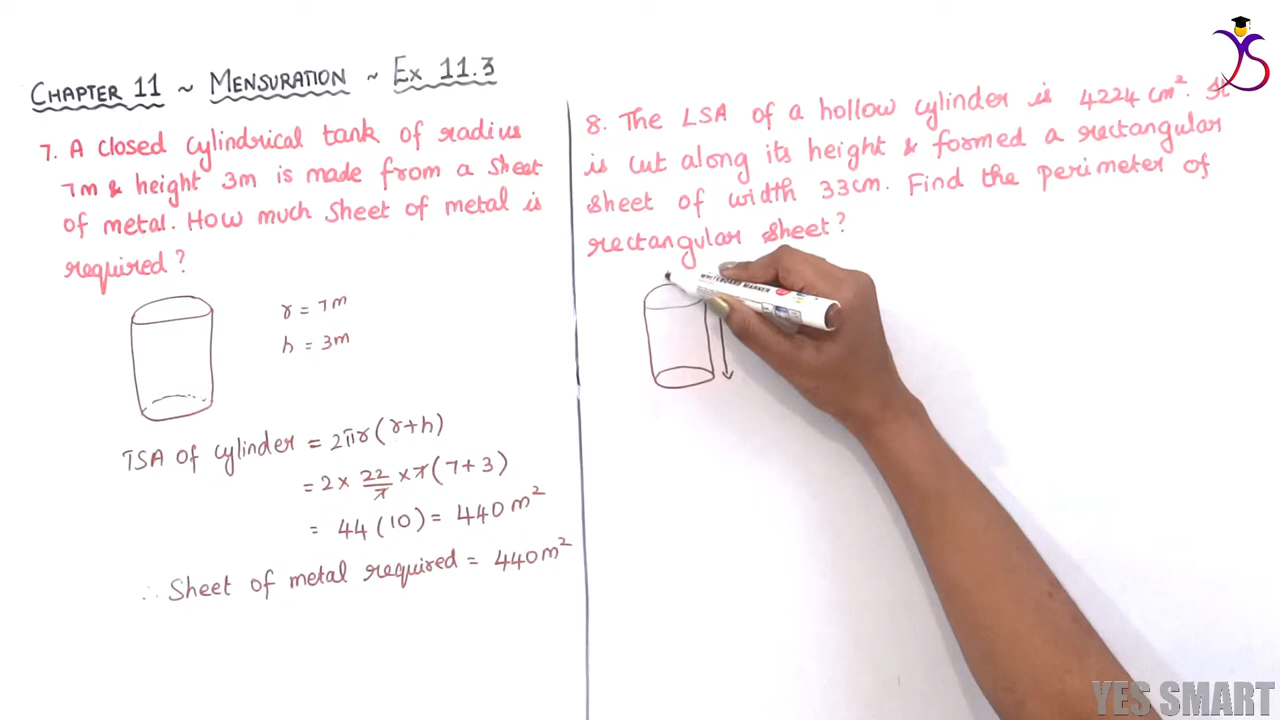 CHAPTER 11 ~ MENSURATION ~ Ex 11.3
7. A closed cylindrical tank of radius
7m & height 3m is made from a sheet
of metal. How much sheet of metal is
required?
r = 7m
h = 3m
TSA of cylinder = 2πr(r+h)
= 2 × 22/7 × 7(7+3)
= 44(10) = 440 m²
∴ Sheet of metal required = 440m²
8. The LSA of a hollow cylinder is 4224 cm². It
is cut along its height & formed a rectangular
sheet of width 33cm. Find the perimeter of
rectangular sheet?
WHITEBOARD MARKER
YES SMART